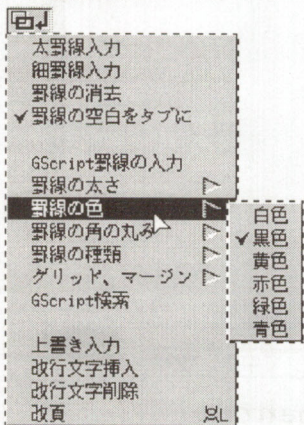 太罫線入力
細罫線入力
罫線の消去
✓罫線の空白をタブに
GScript罫線の入力
罫線の太さ
罫線の色
罫線の角の丸み
罫線の種類
グリッド、マージン
GScript検索
上書き入力
改行文字挿入
改行文字削除
改頁 L
白色
✓黒色
黄色
赤色
緑色
青色